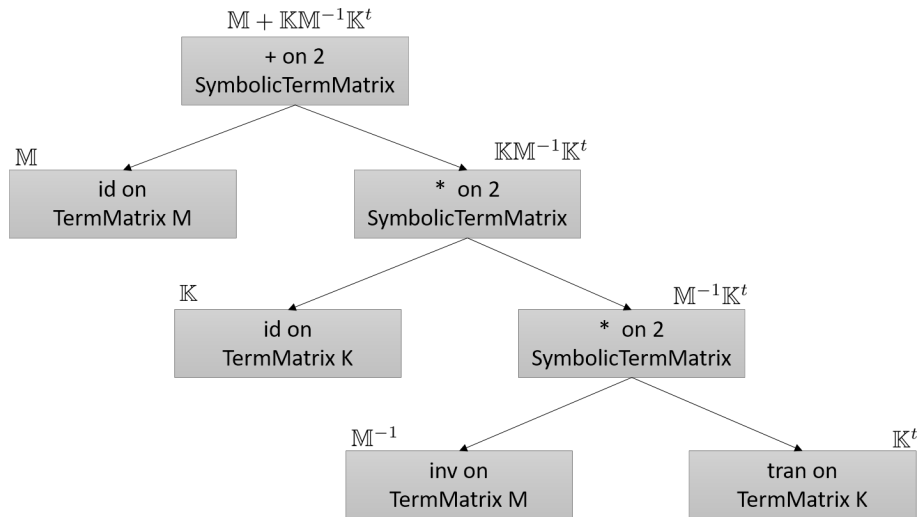 𝕄 + 𝕂𝕄⁻¹𝕂ᵗ
+ on 2
SymbolicTermMatrix
𝕄
id on
TermMatrix M
𝕂𝕄⁻¹𝕂ᵗ
* on 2
SymbolicTermMatrix
𝕂
id on
TermMatrix K
𝕄⁻¹𝕂ᵗ
* on 2
SymbolicTermMatrix
𝕄⁻¹
inv on
TermMatrix M
𝕂ᵗ
tran on
TermMatrix K